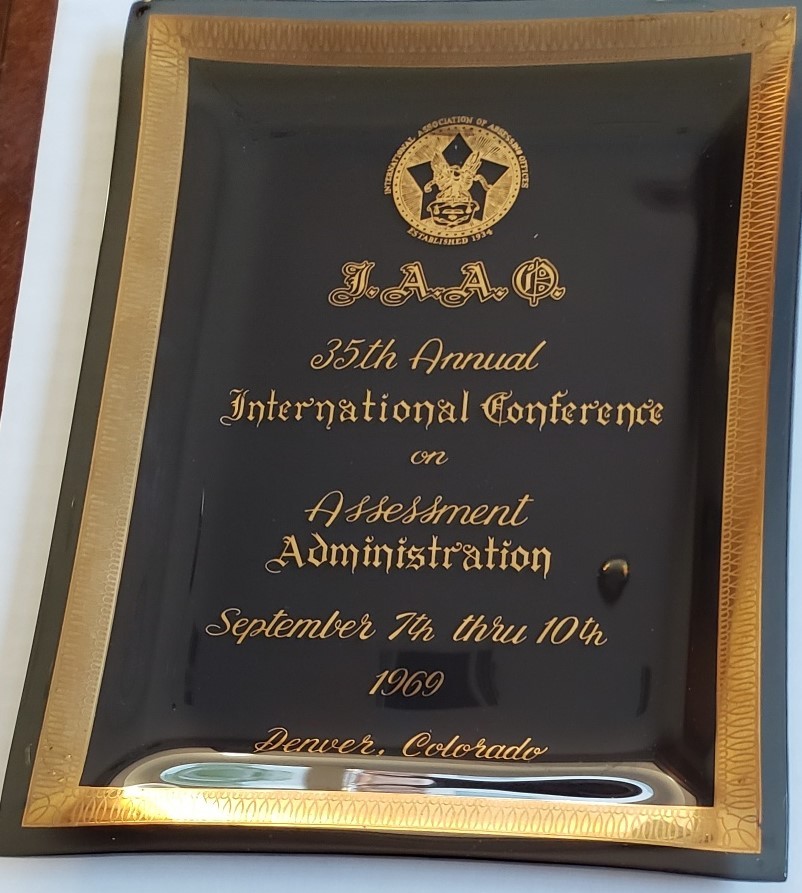 INTERNATIONAL ASSOCIATION OF ASSESSING OFFICERS
ESTABLISHED 1934
I.A.A.O.
35th Annual
International Conference
on
Assessment
Administration
September 7th thru 10th
1969
Denver, Colorado